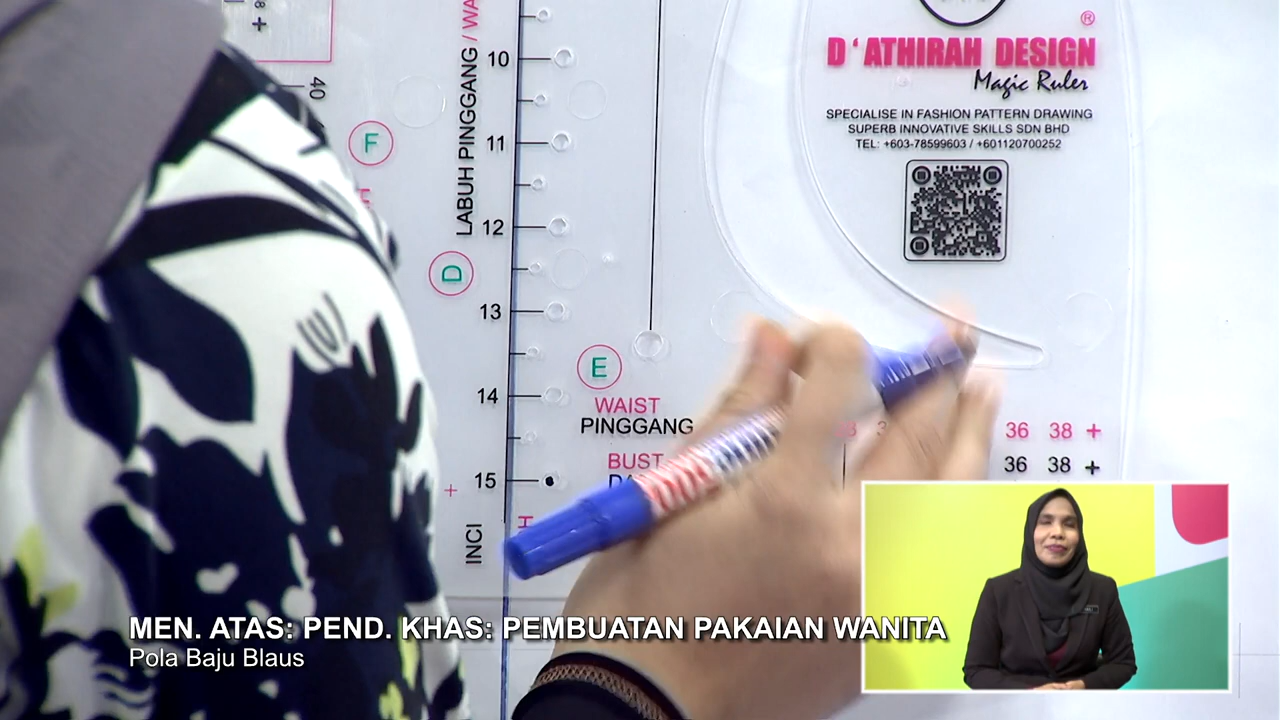 8 +
40
F
LABUH PINGGANG / WA
D
10
11
12
13
14
15
INCI
+
H
®
D'ATHIRAH DESIGN
Magic Ruler
SPECIALISE IN FASHION PATTERN DRAWING
SUPERB INNOVATIVE SKILLS SDN BHD
TEL: +603-78599603 / +601120700252
E
WAIST
PINGGANG
BUST
36 38 +
36 38 +
MEN. ATAS: PEND. KHAS: PEMBUATAN PAKAIAN WANITA
Pola Baju Blaus